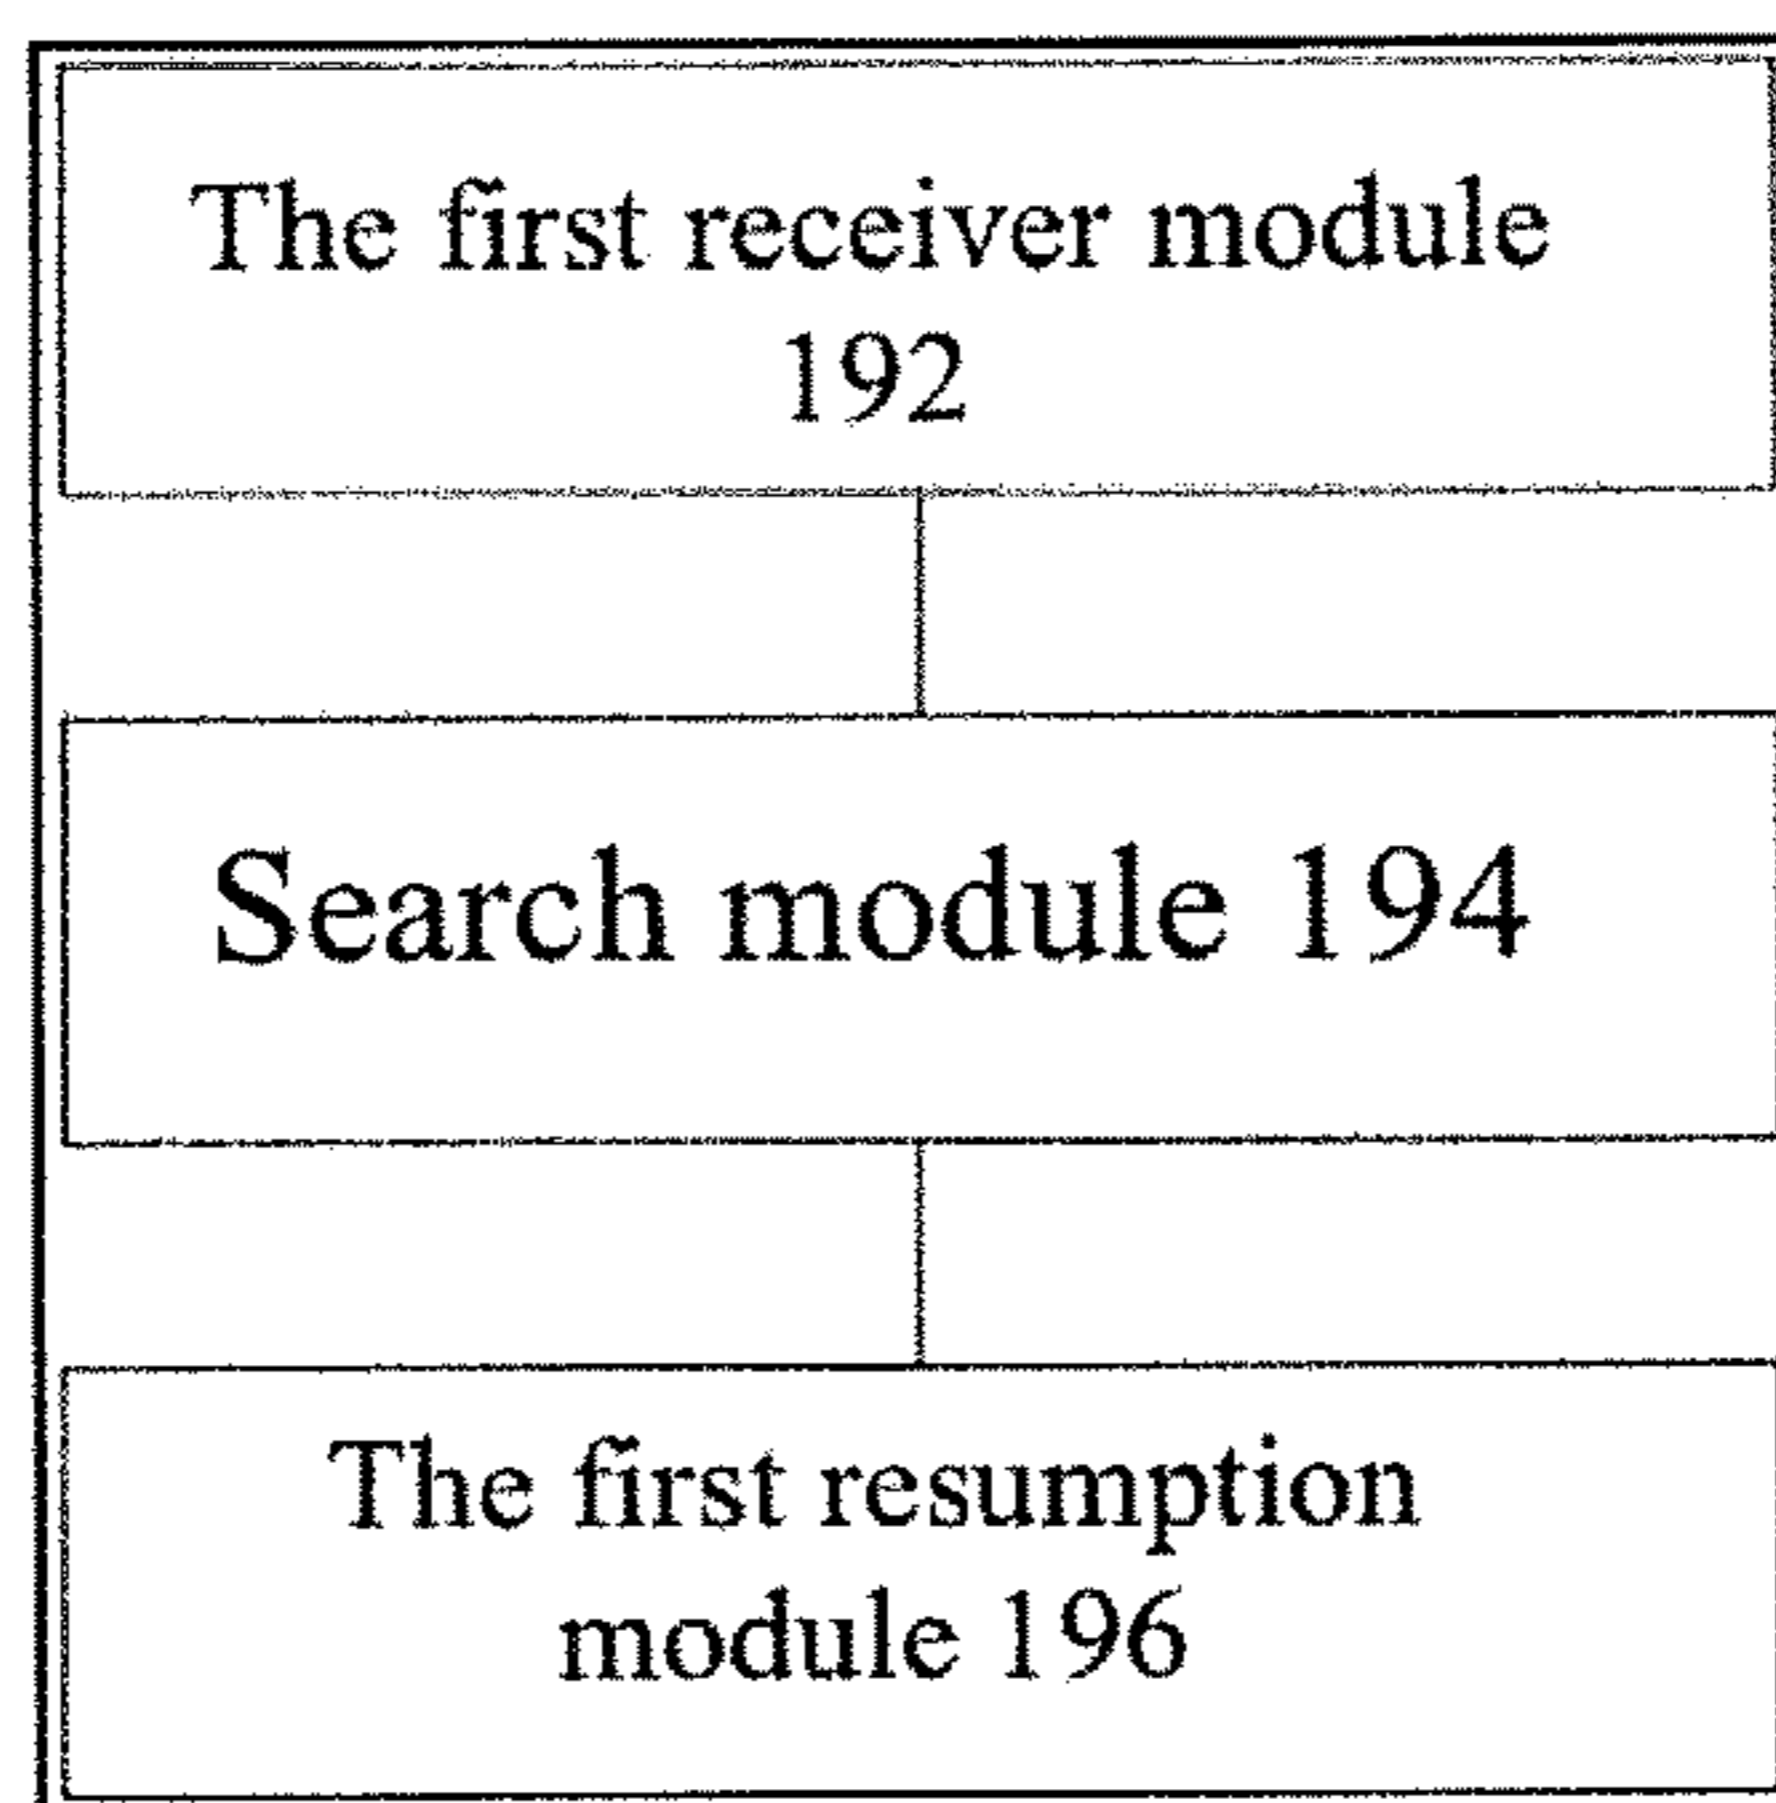 The first receiver module
192
Search module 194
The first resumption
module 196